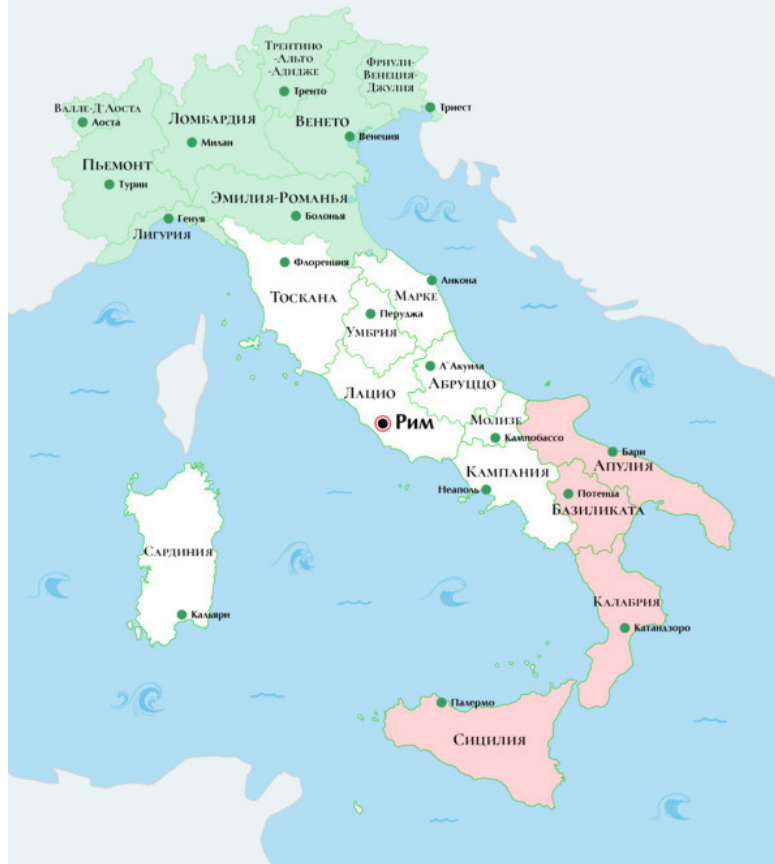 Трентино
-Альто
-Адидже
Тренто
Фриули-
Венеция-
Джулия
Триест
Валле-Д'Аоста
Аоста
Ломбардия
Милан
Венето
Венеция
Пьемонт
Турин
Эмилия-Романья
Болонья
Генуя
Лигурия
Флоренция
Тоскана
Анкона
Марке
Перуджа
Умбрия
Л'Акуила
Абруццо
Лацио
Рим
Молизе
Кампобассо
Кампания
Неаполь
Бари
Апулия
Потенца
Базиликата
Сардиния
Кальяри
Калабрия
Катандзоро
Палермо
Сицилия